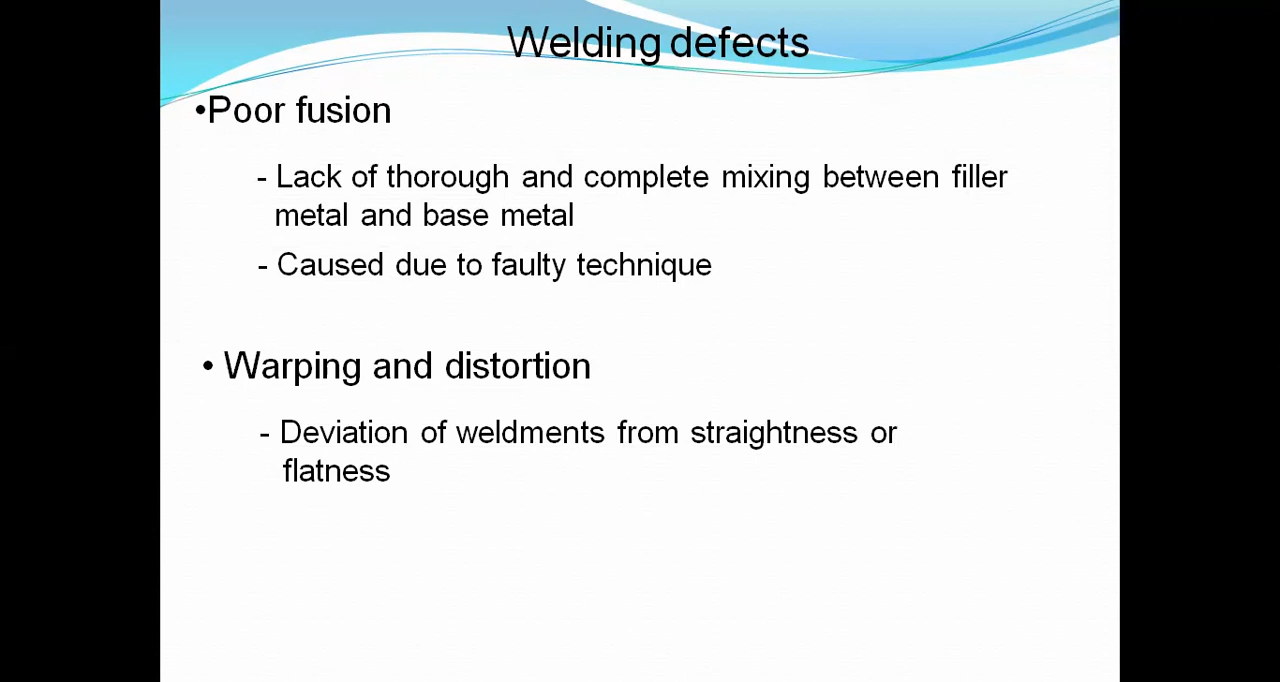 Welding defects
•Poor fusion
- Lack of thorough and complete mixing between filler
metal and base metal
- Caused due to faulty technique
• Warping and distortion
- Deviation of weldments from straightness or
flatness